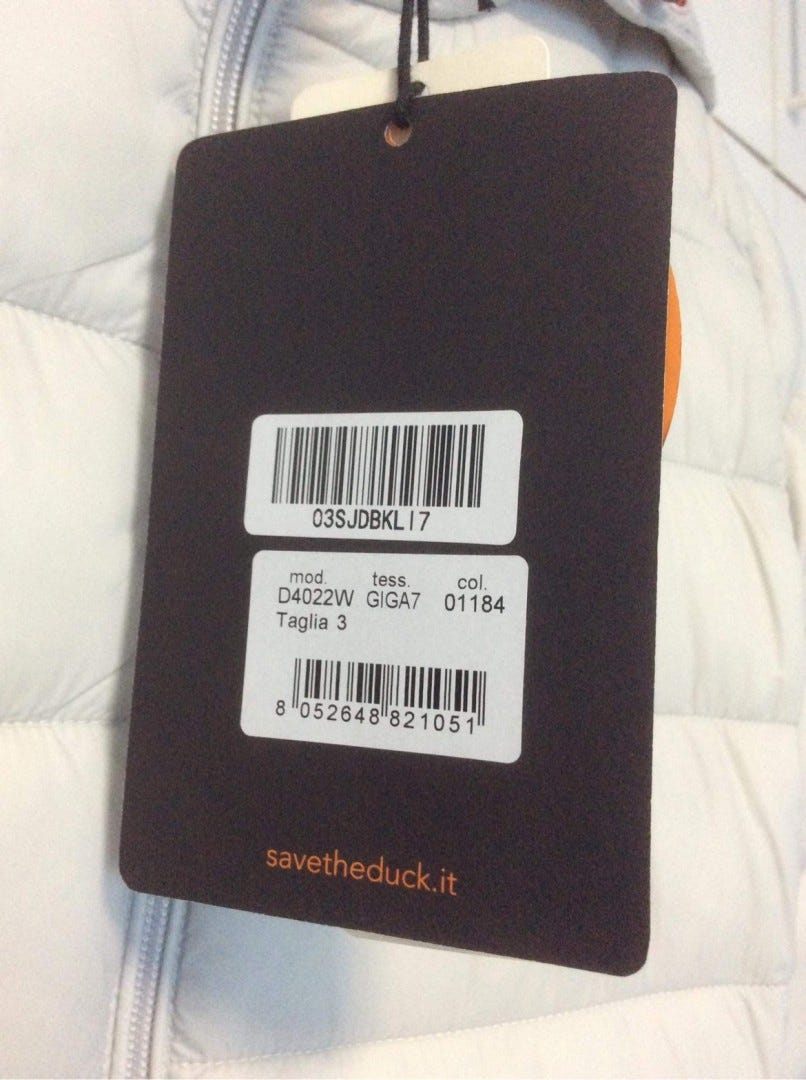 03SJDBKLI7
mod. tess. col.
D4022W GIGA7 01184
Taglia 3
8 052648 821051
savetheduck.it